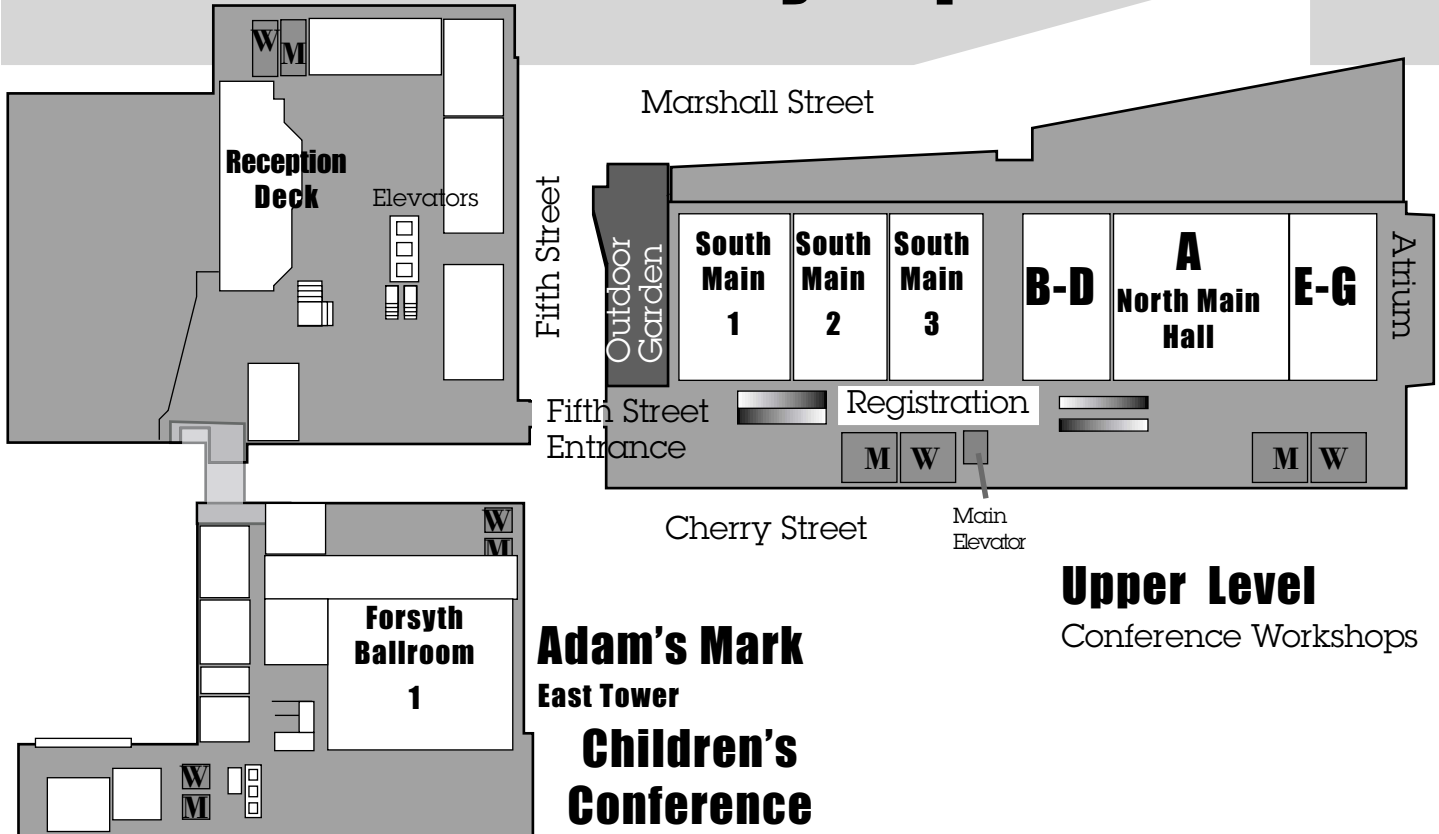 W
M
Marshall Street
Reception
Deck
Elevators
Fifth Street
Outdoor
Garden
South
Main
1
South
Main
2
South
Main
3
B-D
A
North Main
Hall
E-G
Atrium
Fifth Street
Entrance
Registration
M
W
M
W
Main
Elevator
Cherry Street
W
M
Upper Level
Conference Workshops
Forsyth
Ballroom
1
Adam's Mark
East Tower
Children's
Conference
W
M